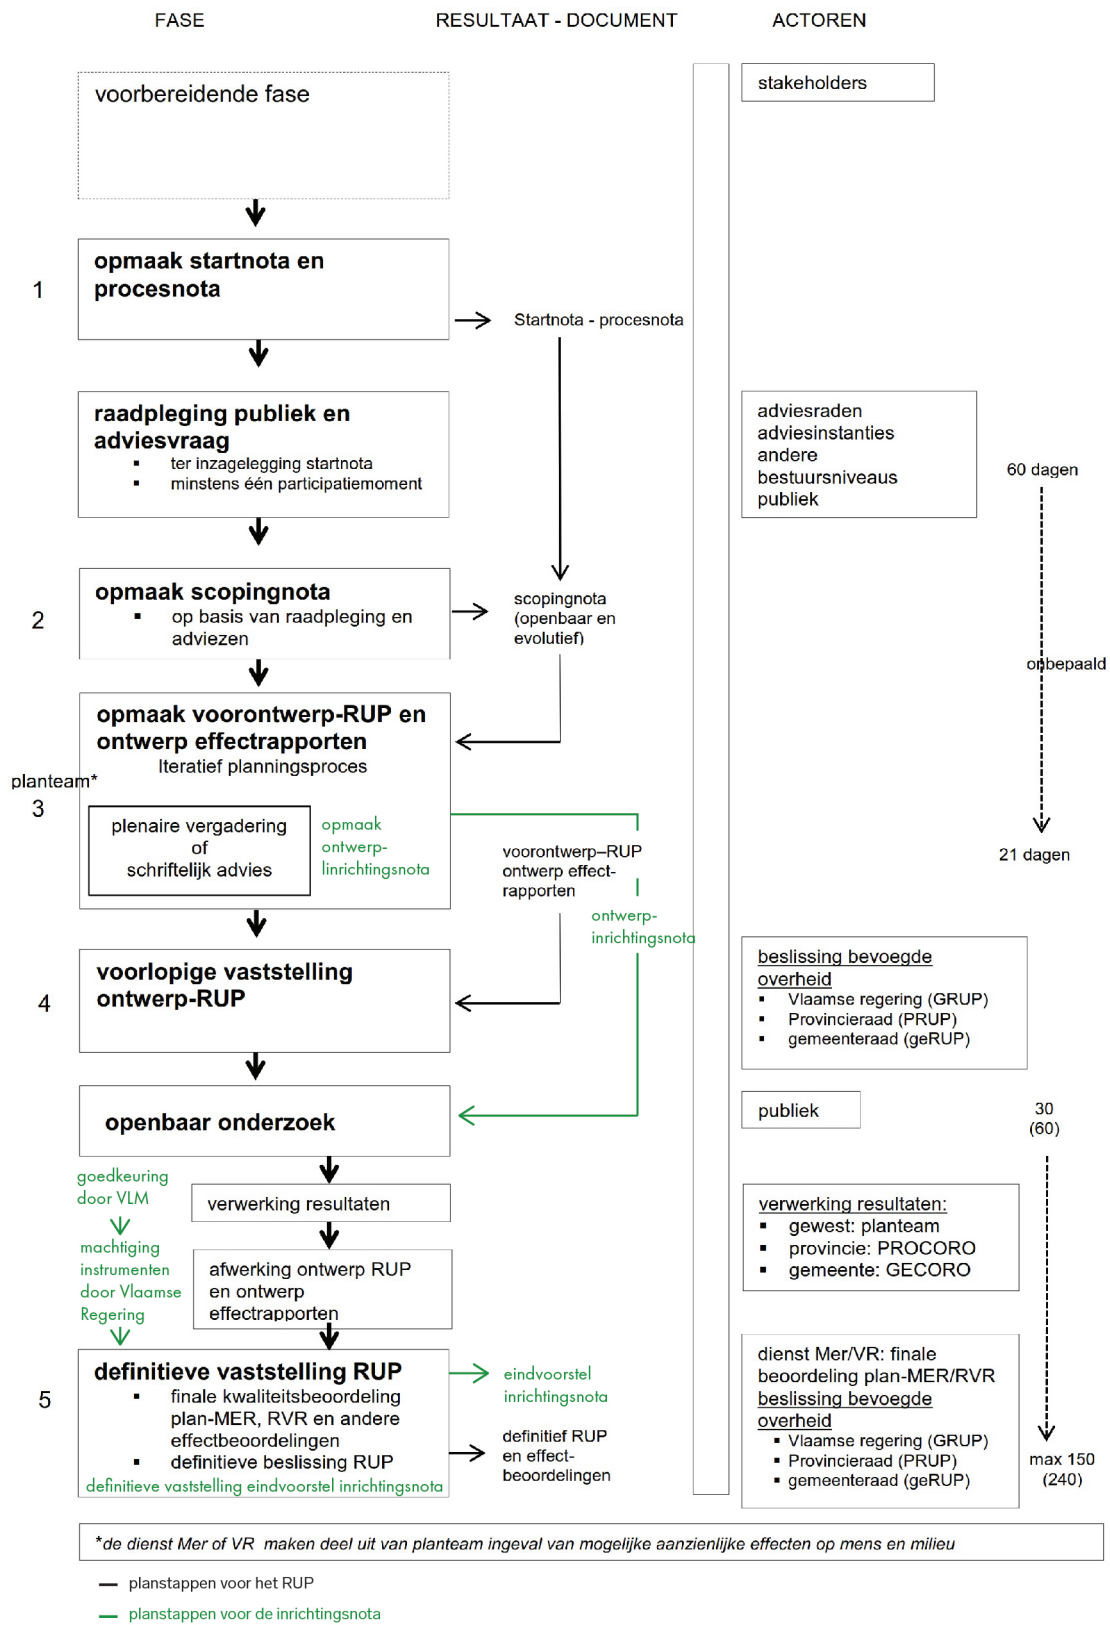 FASE
RESULTAAT - DOCUMENT
ACTOREN
voorbereidende fase
stakeholders
1
opmaak startnota en
procesnota
Startnota - procesnota
raadpleging publiek en
adviesvraag
▪ ter inzagelegging startnota
▪ minstens één participatiemoment
adviesraden
adviesinstanties
andere
bestuursniveaus
publiek
60 dagen
2
opmaak scopingnota
▪ op basis van raadpleging en
adviezen
scopingnota
(openbaar en
evolutief)
onbepaald
opmaak voorontwerp-RUP en
ontwerp effectrapporten
Iteratief planningsproces
planteam*
3
plenaire vergadering
of
schriftelijk advies
opmaak
ontwerp-
linrichtingsnota
voorontwerp–RUP
ontwerp effect-
rapporten
21 dagen
ontwerp-
inrichtingsnota
4
voorlopige vaststelling
ontwerp-RUP
beslissing bevoegde
overheid
▪ Vlaamse regering (GRUP)
▪ Provincieraad (PRUP)
▪ gemeenteraad (geRUP)
openbaar onderzoek
publiek
30
(60)
goedkeuring
door VLM
verwerking resultaten
verwerking resultaten:
▪ gewest: planteam
▪ provincie: PROCORO
▪ gemeente: GECORO
machtiging
instrumenten
door Vlaamse
Regering
afwerking ontwerp RUP
en ontwerp
effectrapporten
5
definitieve vaststelling RUP
▪ finale kwaliteitsbeoordeling
plan-MER, RVR en andere
effectbeoordelingen
▪ definitieve beslissing RUP
definitieve vaststelling eindvoorstel inrichtingsnota
eindvoorstel
inrichtingsnota
definitief RUP
en effect-
beoordelingen
dienst Mer/VR: finale
beoordeling plan-MER/RVR
beslissing bevoegde
overheid
▪ Vlaamse regering (GRUP)
▪ Provincieraad (PRUP)
▪ gemeenteraad (geRUP)
max 150
(240)
*de dienst Mer of VR maken deel uit van planteam ingeval van mogelijke aanzienlijke effecten op mens en milieu
planstappen voor het RUP
planstappen voor de inrichtingsnota